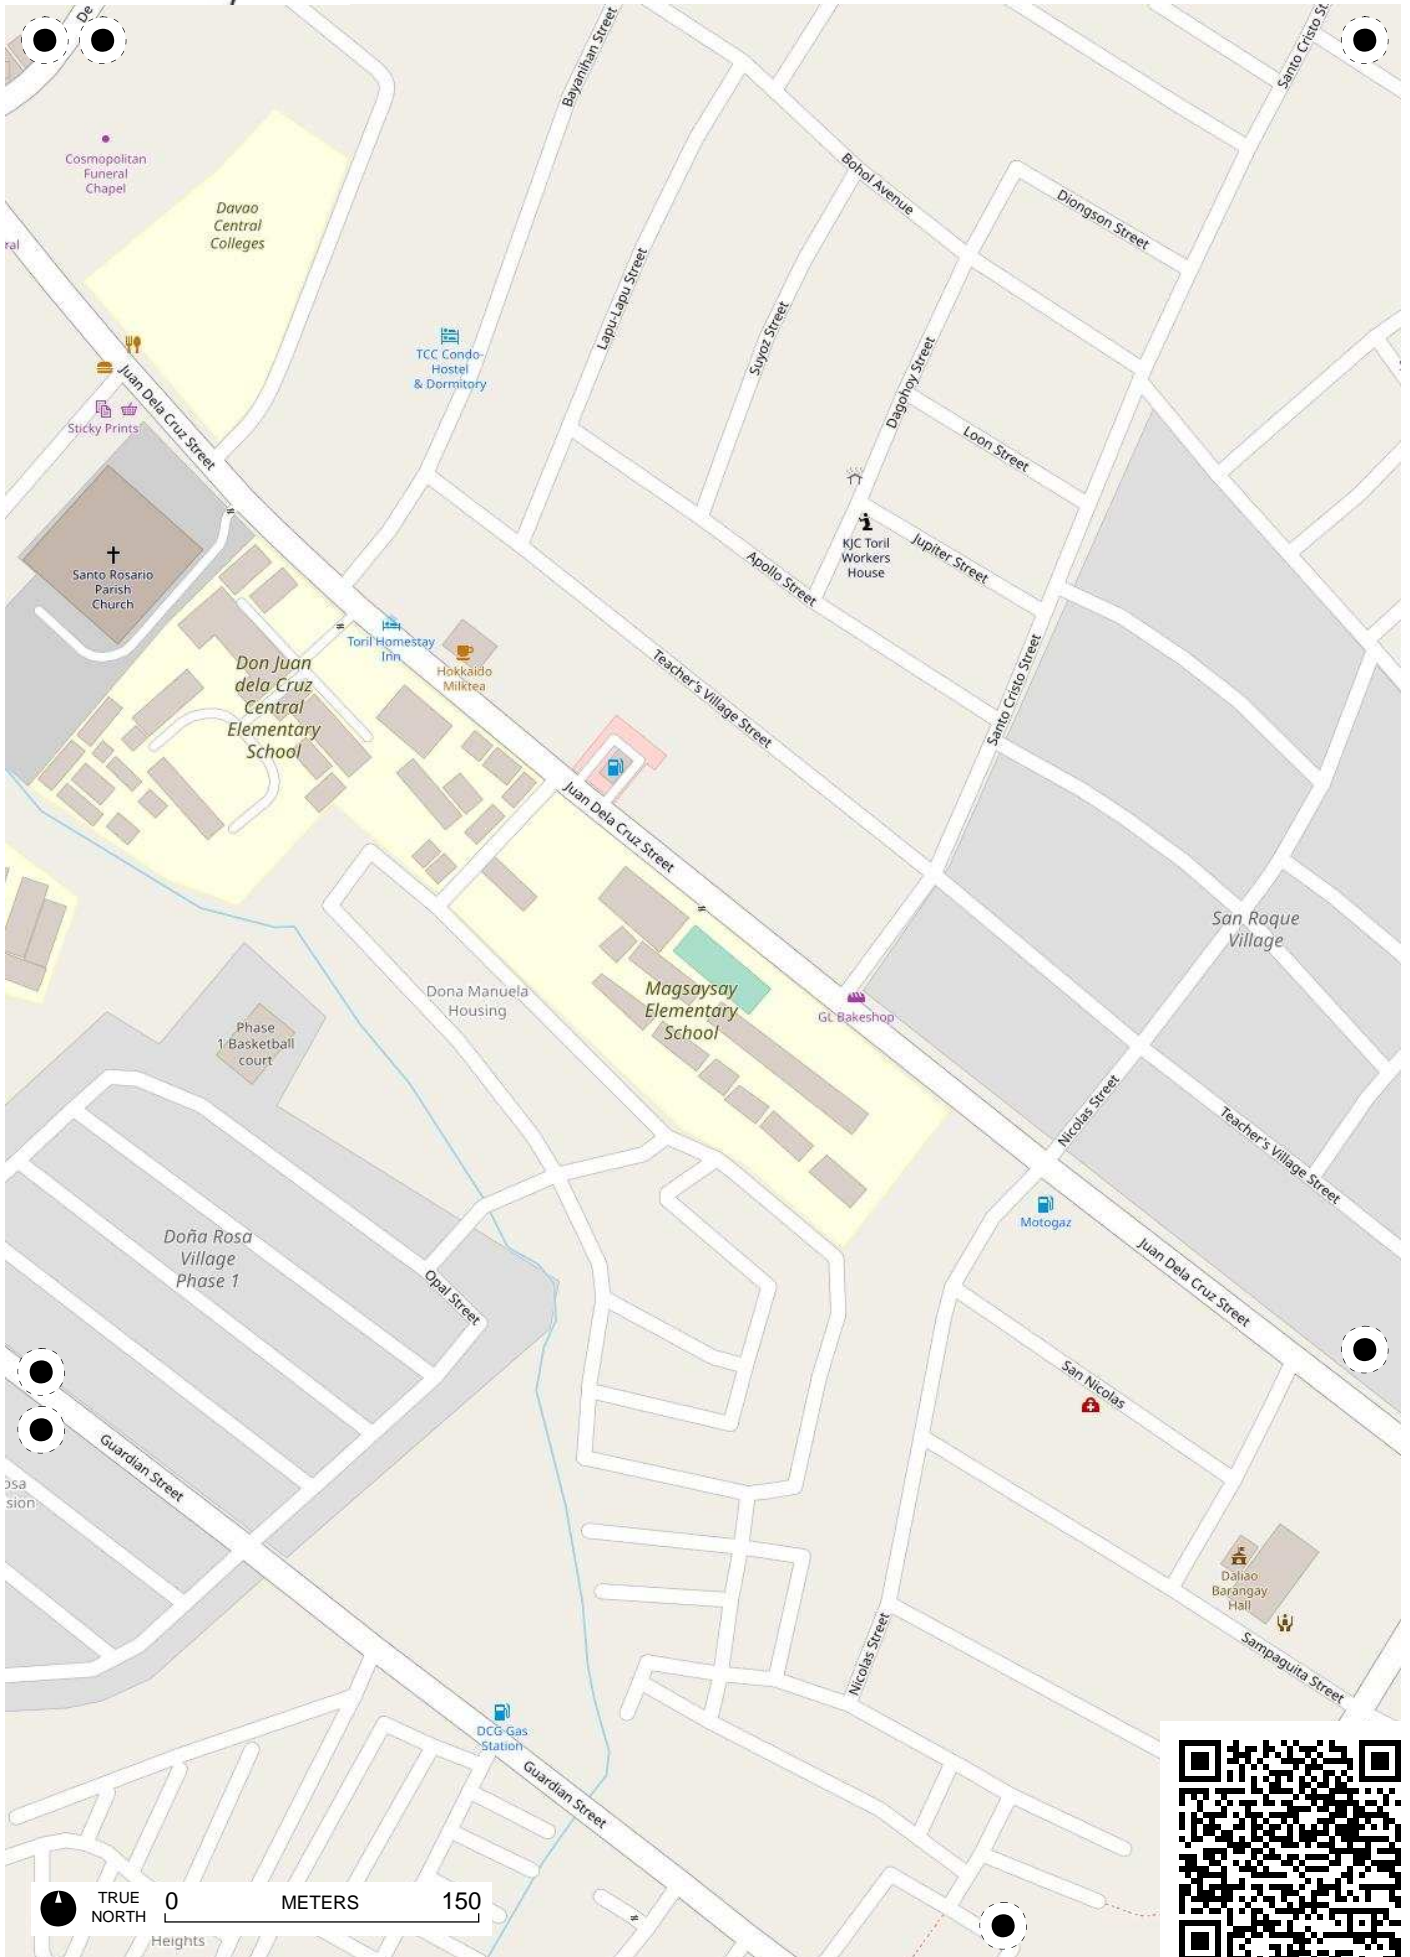 De
Bayanihan Street
Santo Cristo St
Cosmopolitan
Funeral
Chapel
Bohol Avenue
Davao
Central
Colleges
Diongson Street
ral
Lapu-Lapu Street
Suyoz Street
TCC Condo-
Hostel
& Dormitory
Dagohoy Street
Juan Dela Cruz Street
Sticky Prints
Loon Street
KJC Toril
Workers
House
Jupiter Street
Apollo Street
Santo Rosario
Parish
Church
Toril Homestay
Inn
Hokkaido
Milktea
Don Juan
dela Cruz
Central
Elementary
School
Teacher's Village Street
Santo Cristo Street
Juan Dela Cruz Street
San Roque
Village
Dona Manuela
Housing
Magsaysay
Elementary
School
GL Bakeshop
Phase
1 Basketball
court
Nicolas Street
Teacher's Village Street
Motogaz
Doña Rosa
Village
Phase 1
Opal Street
Juan Dela Cruz Street
San Nicolas
Guardian Street
osa
sion
Daliao
Barangay
Hall
Nicolas Street
Sampaguita Street
DCG Gas
Station
Guardian Street
TRUE
NORTH
0 METERS 150
Heights